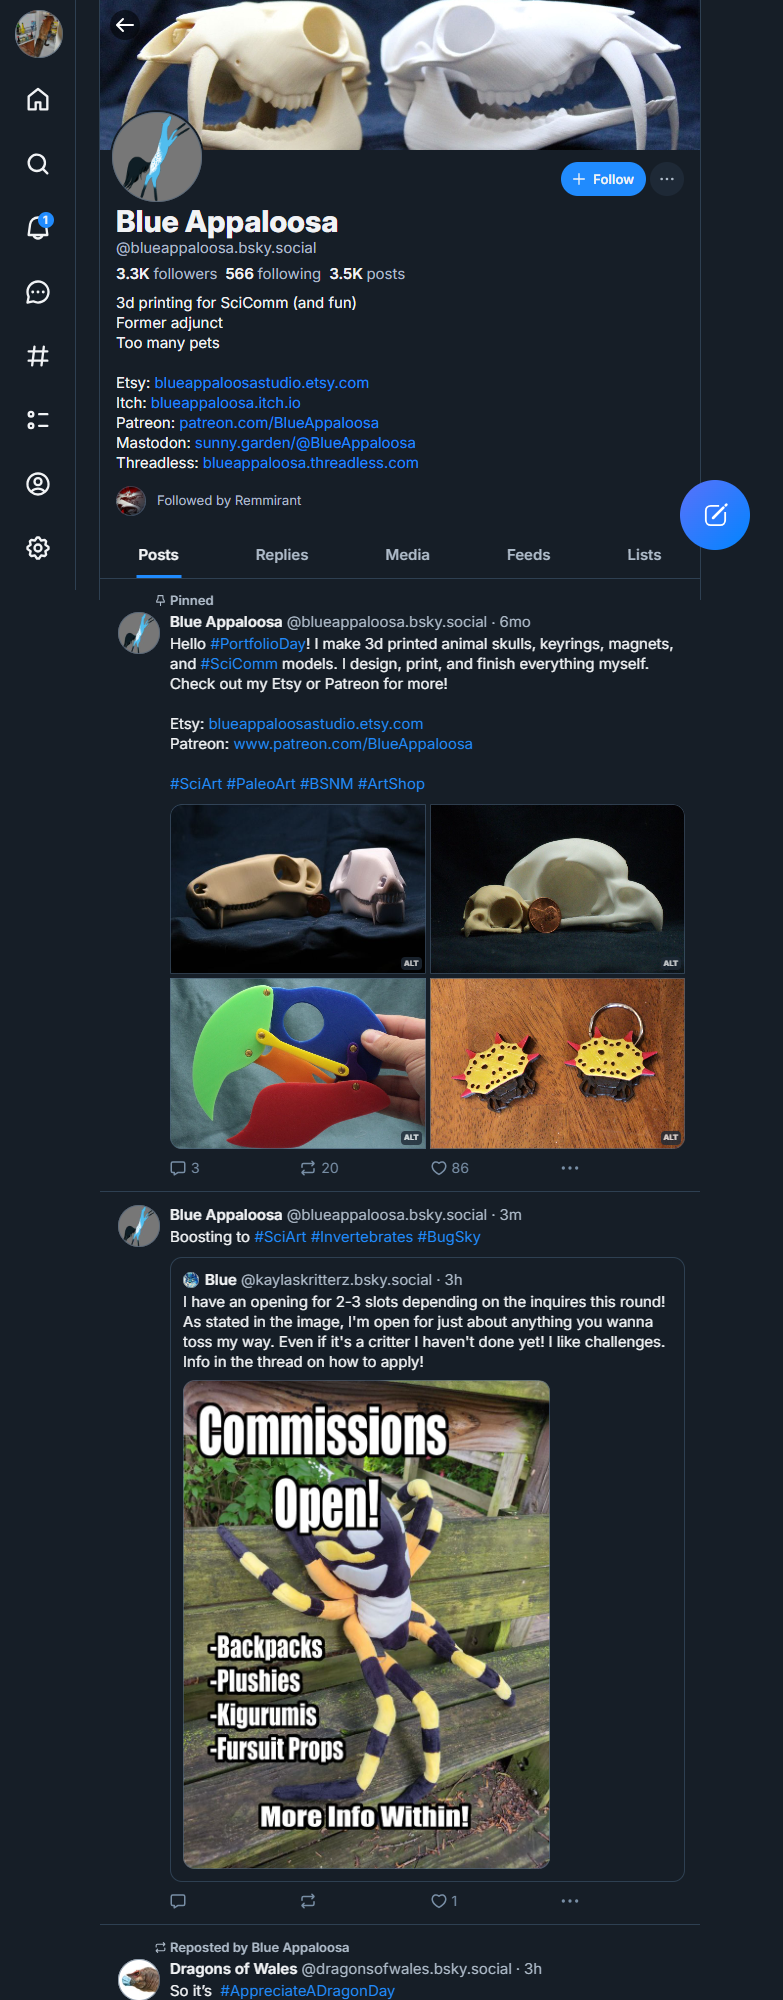 1
+ Follow
Blue Appaloosa
@blueappaloosa.bsky.social
3.3K followers 566 following 3.5K posts
3d printing for SciComm (and fun)
Former adjunct
Too many pets
Etsy: blueappaloosastudio.etsy.com
Itch: blueappaloosa.itch.io
Patreon: patreon.com/BlueAppaloosa
Mastodon: sunny.garden/@BlueAppaloosa
Threadless: blueappaloosa.threadless.com
Followed by Remmirant
Posts Replies Media Feeds Lists
Pinned
Blue Appaloosa @blueappaloosa.bsky.social · 6mo
Hello #PortfolioDay! I make 3d printed animal skulls, keyrings, magnets,
and #SciComm models. I design, print, and finish everything myself.
Check out my Etsy or Patreon for more!
Etsy: blueappaloosastudio.etsy.com
Patreon: www.patreon.com/BlueAppaloosa
#SciArt #PaleoArt #BSNM #ArtShop
ALT ALT
ALT ALT
3 20 86
Blue Appaloosa @blueappaloosa.bsky.social · 3m
Boosting to #SciArt #Invertebrates #BugSky
Blue @kaylaskritterz.bsky.social · 3h
I have an opening for 2-3 slots depending on the inquires this round!
As stated in the image, I'm open for just about anything you wanna
toss my way. Even if it's a critter I haven't done yet! I like challenges.
Info in the thread on how to apply!
Commissions
Open!
-Backpacks
-Plushies
-Kigurumis
-Fursuit Props
More Info Within!
1
Reposted by Blue Appaloosa
Dragons of Wales @dragonsofwales.bsky.social · 3h
So it's #AppreciateADragonDay